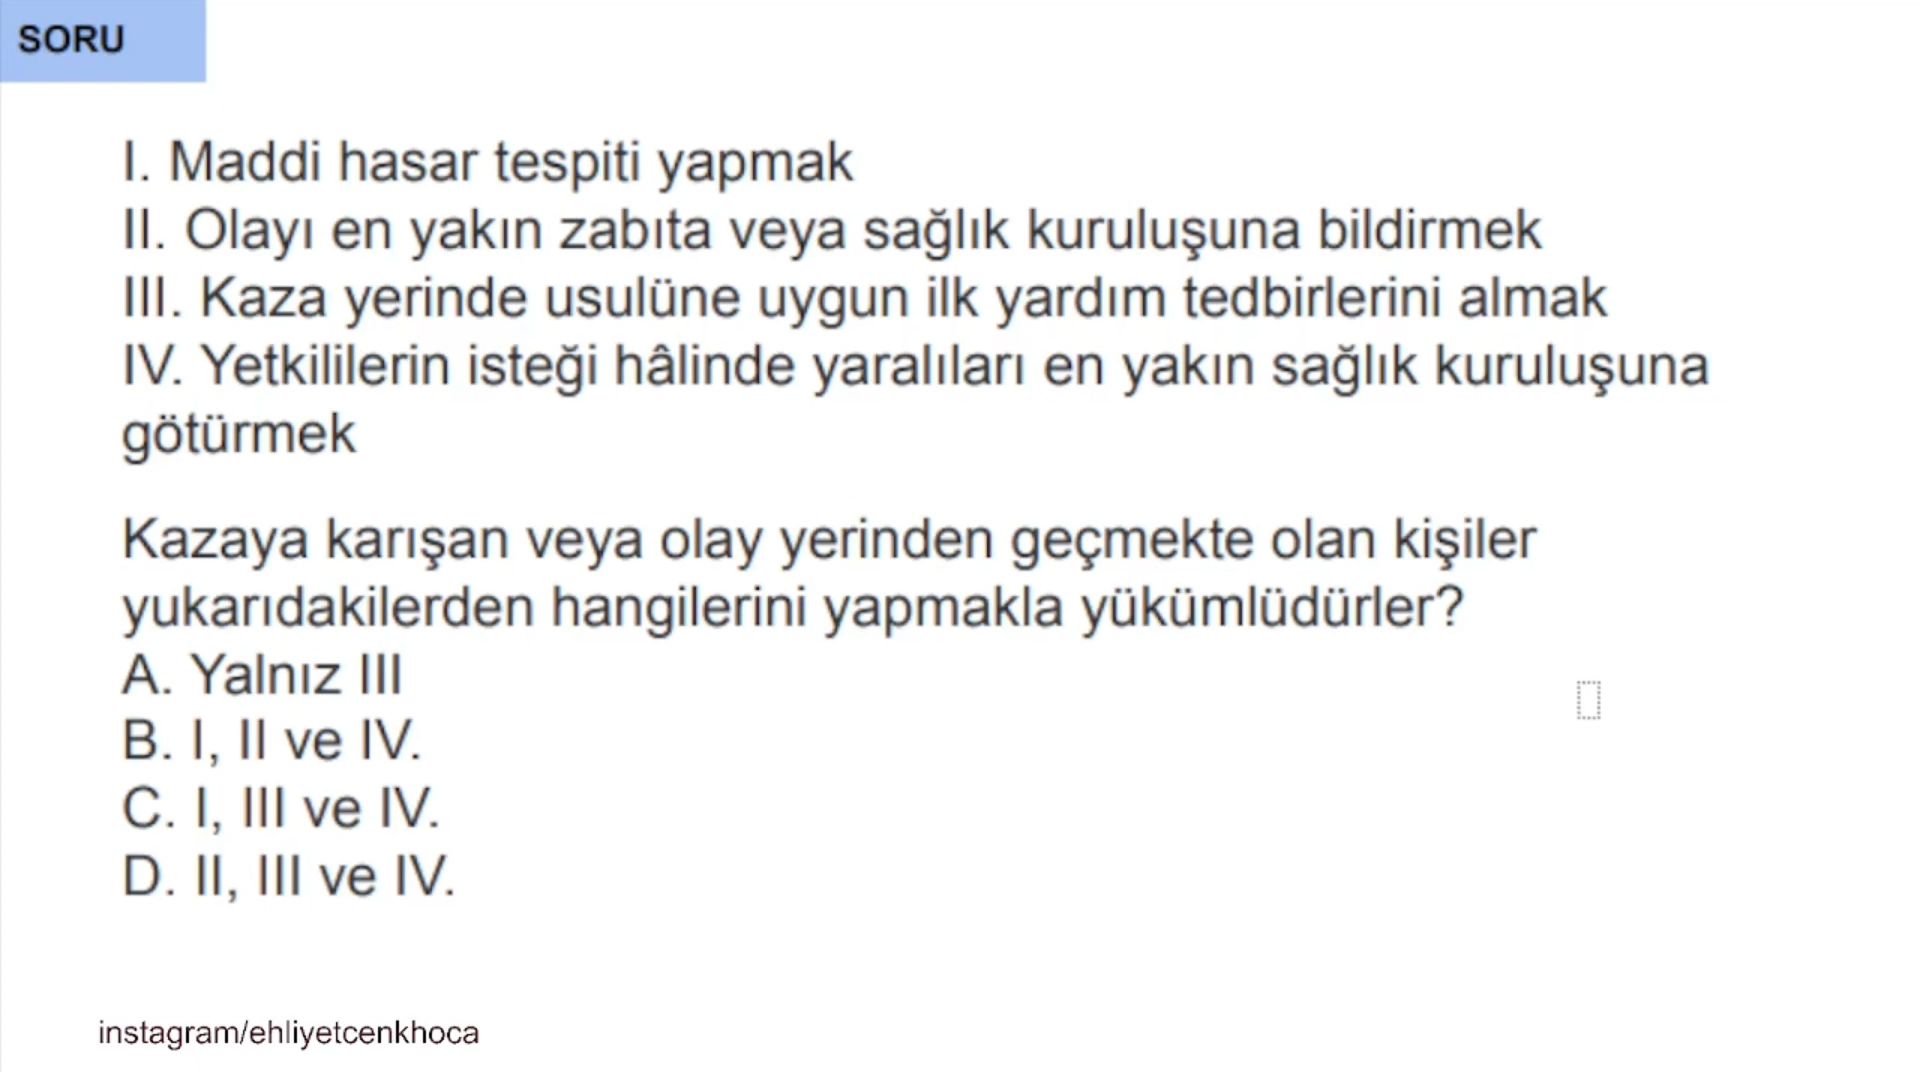 SORU
I. Maddi hasar tespiti yapmak
II. Olayı en yakın zabıta veya sağlık kuruluşuna bildirmek
III. Kaza yerinde usulüne uygun ilk yardım tedbirlerini almak
IV. Yetkililerin isteği hâlinde yaralıları en yakın sağlık kuruluşuna
götürmek
Kazaya karışan veya olay yerinden geçmekte olan kişiler
yukarıdakilerden hangilerini yapmakla yükümlüdürler?
A. Yalnız III
B. I, II ve IV.
C. I, III ve IV.
D. II, III ve IV.
instagram/ehliyetcenkhoca